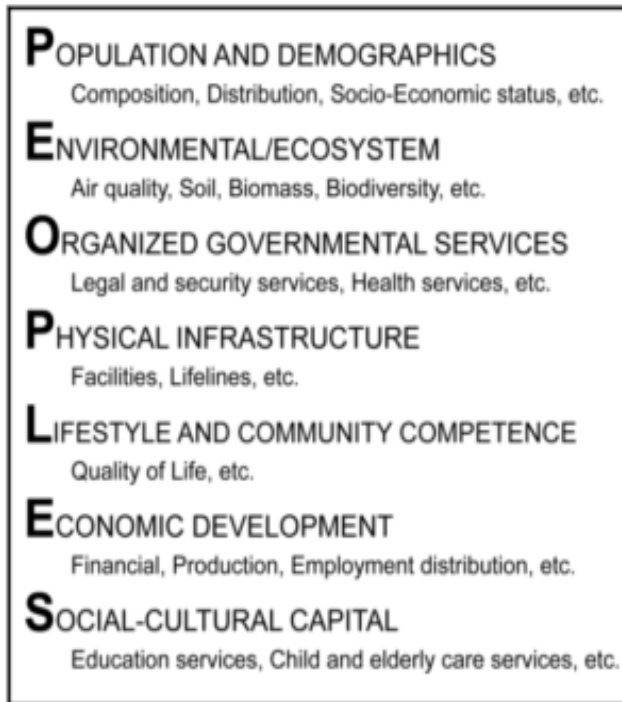 POPULATION AND DEMOGRAPHICS
Composition, Distribution, Socio-Economic status, etc.
ENVIRONMENTAL/ECOSYSTEM
Air quality, Soil, Biomass, Biodiversity, etc.
ORGANIZED GOVERNMENTAL SERVICES
Legal and security services, Health services, etc.
PHYSICAL INFRASTRUCTURE
Facilities, Lifelines, etc.
LIFESTYLE AND COMMUNITY COMPETENCE
Quality of Life, etc.
ECONOMIC DEVELOPMENT
Financial, Production, Employment distribution, etc.
SOCIAL-CULTURAL CAPITAL
Education services, Child and elderly care services, etc.